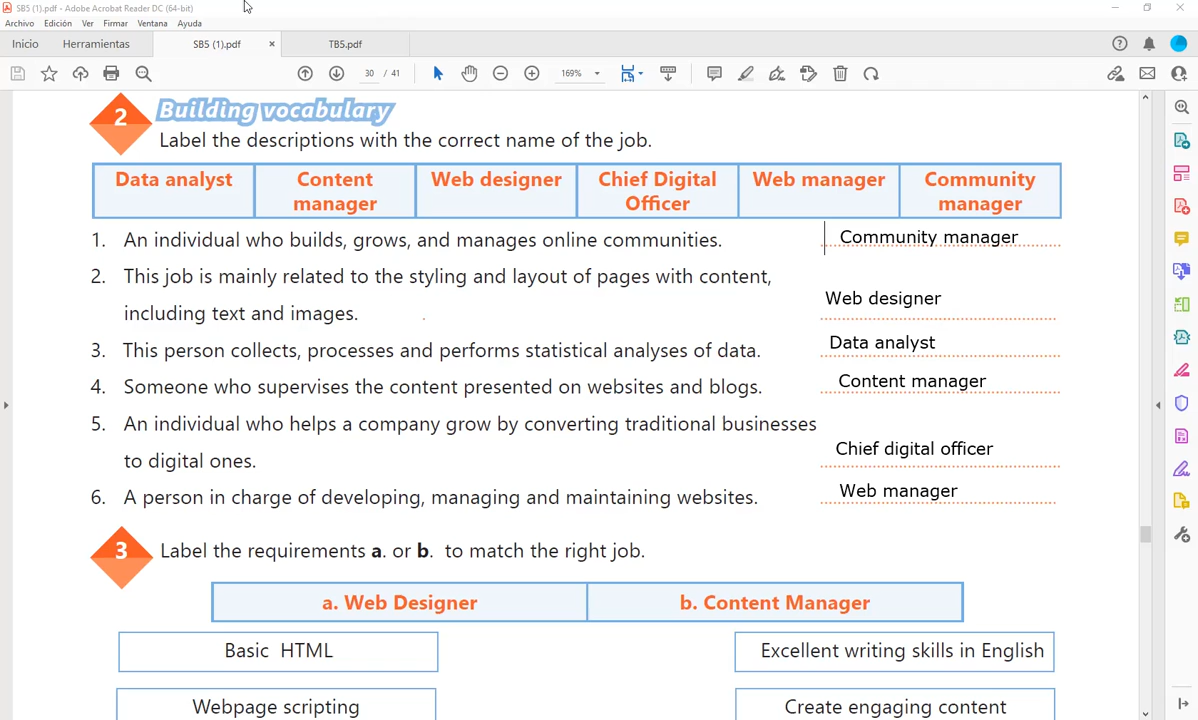 SB5 (1).pdf - Adobe Acrobat Reader DC (64-bit)
Archivo Edición Ver Firmar Ventana Ayuda
Inicio Herramientas SB5 (1).pdf × TB5.pdf
30 / 41 169%
2 Building vocabulary
Label the descriptions with the correct name of the job.
Data analyst
Content manager
Web designer
Chief Digital Officer
Web manager
Community manager
1. An individual who builds, grows, and manages online communities. Community manager
2. This job is mainly related to the styling and layout of pages with content,
including text and images. Web designer
3. This person collects, processes and performs statistical analyses of data. Data analyst
4. Someone who supervises the content presented on websites and blogs. Content manager
5. An individual who helps a company grow by converting traditional businesses
to digital ones. Chief digital officer
6. A person in charge of developing, managing and maintaining websites. Web manager
3 Label the requirements a. or b. to match the right job.
a. Web Designer b. Content Manager
Basic HTML Excellent writing skills in English
Webpage scripting Create engaging content